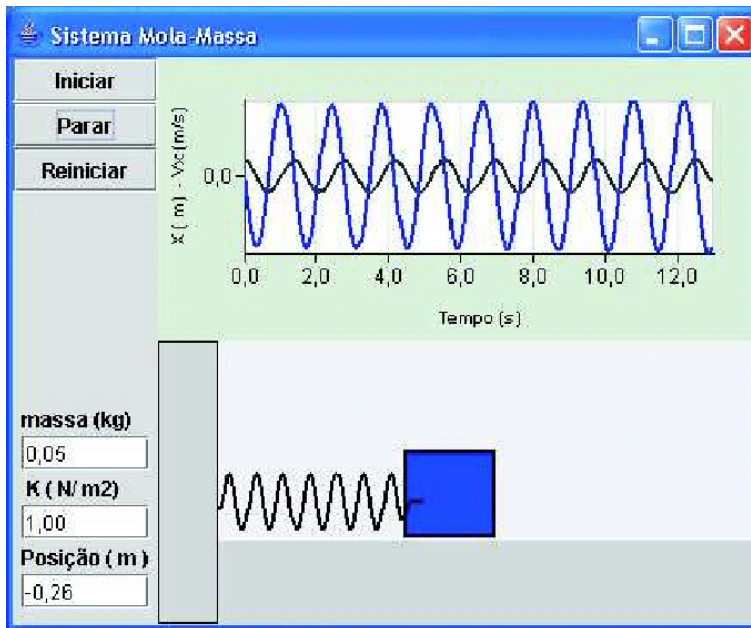 Sistema Mola-Massa
Iniciar
Parar
Reiniciar
X ( m) - Vx(m/s)
0,0
0,0 2,0 4,0 6,0 8,0 10,0 12,0
Tempo (s)
massa (kg)
0,05
K ( N/ m2)
1,00
Posição ( m )
-0,26